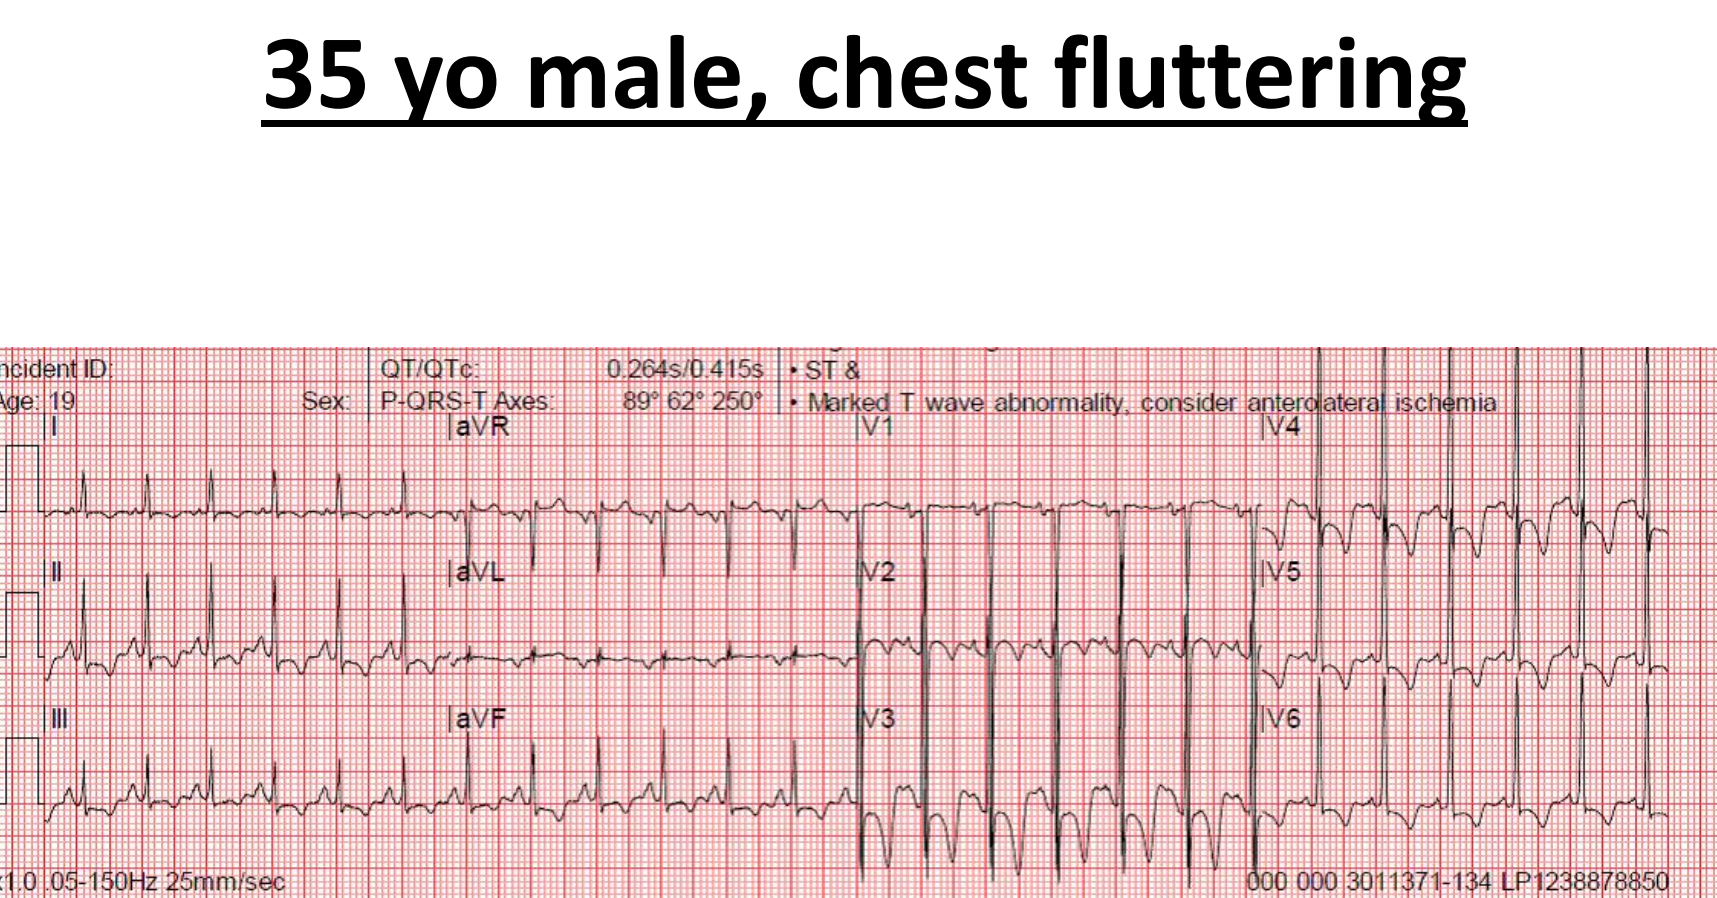 35 yo male, chest fluttering
ncident ID:
QT/QTc: 0.264s/0.415s
• ST &
Age: 19 Sex:
P-QRS-T Axes: 89° 62° 250°
• Marked T wave abnormality, consider anterolateral ischemia
I aVR V1 V4
II aVL V2 V5
III aVF V3 V6
x1.0 .05-150Hz 25mm/sec
000 000 3011371-134 LP1238878850